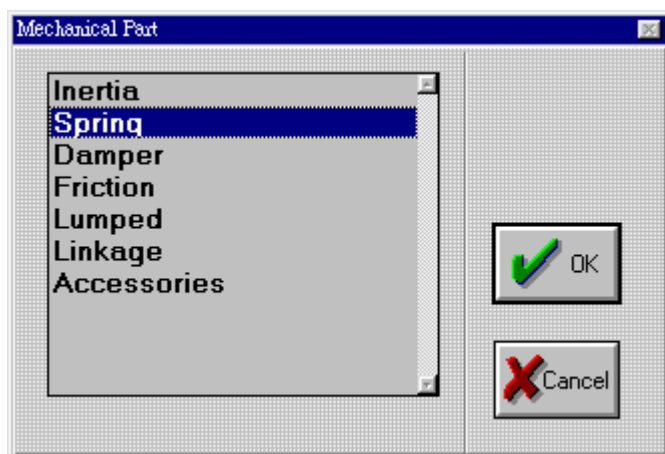 Mechanical Part
Inertia
Spring
Damper
Friction
Lumped
Linkage
Accessories
OK
Cancel